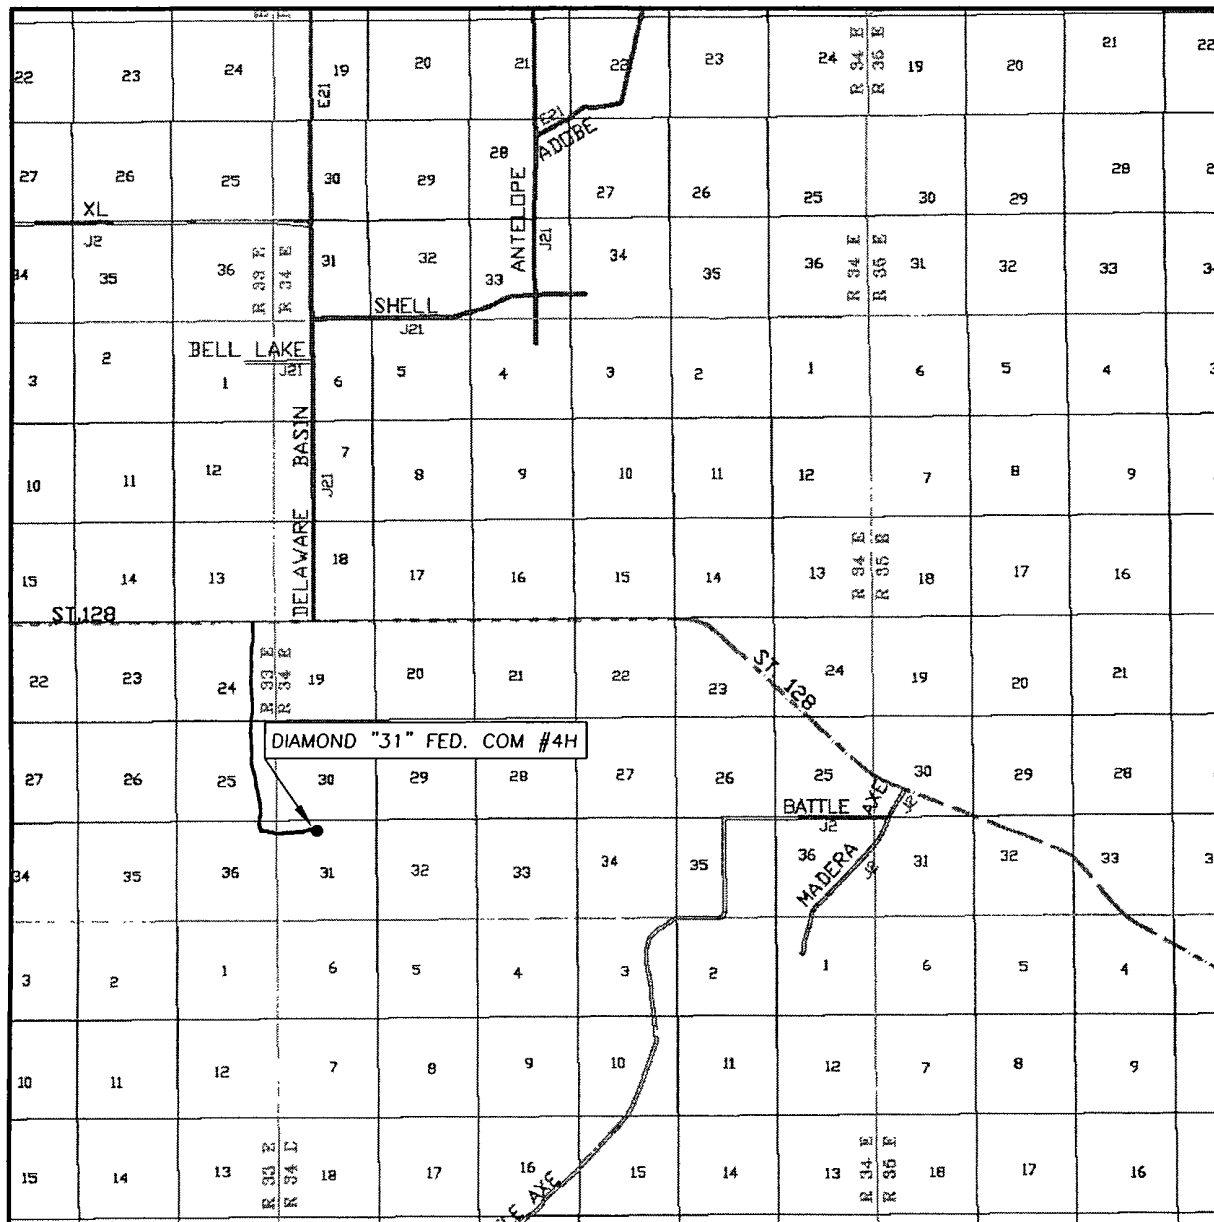 22 23 24 19 20 21 22 23 24 R 34 E R 35 E 19 20 21 22
E21
E21
ADOBE
28
27 26 25 30 29 27 26 25 30 29 28
ANTELOPE
XL
J2
J21
34 35 36 R 33 E R 34 E 31 32 33 34 35 36 R 34 E R 35 E 31 32 33 34
SHELL
J21
BELL LAKE
J21
3 2 1 6 5 4 3 2 1 6 5 4 3
DELAWARE BASIN
J21
10 11 12 7 8 9 10 11 12 7 8 9
15 14 13 18 17 16 15 14 13 R 34 E R 35 E 18 17 16
ST.128
22 23 24 R 33 E R 34 E 19 20 21 22 23 24 19 20 21
ST. 128
DIAMOND "31" FED. COM #4H
27 26 25 30 29 28 27 26 25 30 29 28
BATTLE AXE
J2
J2
34 35 36 31 32 33 34 35 36 31 32 33
MADERA
J2
3 2 1 6 5 4 3 2 1 6 5 4
10 11 12 7 8 9 10 11 12 7 8 9
15 14 13 R 33 E 18 17 16 15 14 13 R 34 E R 35 E 18 17 16
AXE